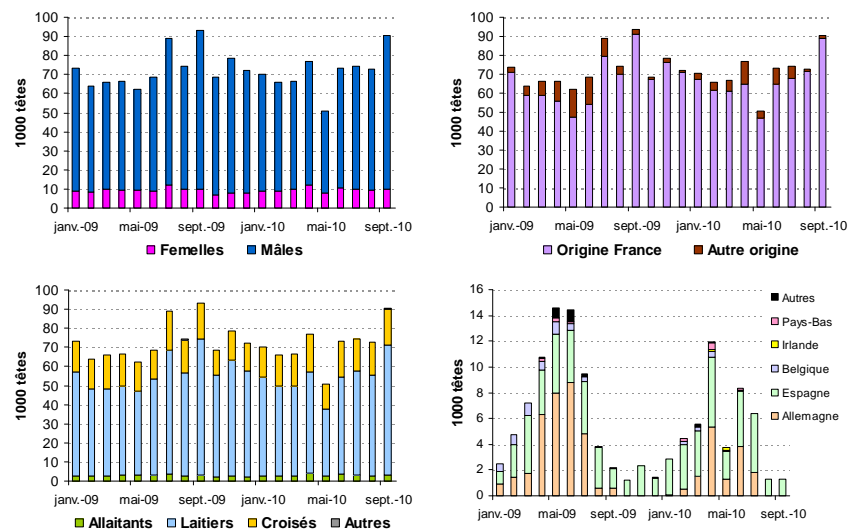 100
90
80
70
60
50
40
30
20
10
0
1000 têtes
janv.-09 mai-09 sept.-09 janv.-10 mai-10 sept.-10
Femelles Mâles
100
90
80
70
60
50
40
30
20
10
0
1000 têtes
janv.-09 mai-09 sept.-09 janv.-10 mai-10 sept.-10
Origine France Autre origine
100
90
80
70
60
50
40
30
20
10
0
1000 têtes
janv.-09 mai-09 sept.-09 janv.-10 mai-10 sept.-10
Allaitants Laitiers Croisés Autres
16
14
12
10
8
6
4
2
0
1000 têtes
janv.-09 mai-09 sept.-09 janv.-10 mai-10 sept.-10
Autres
Pays-Bas
Irlande
Belgique
Espagne
Allemagne